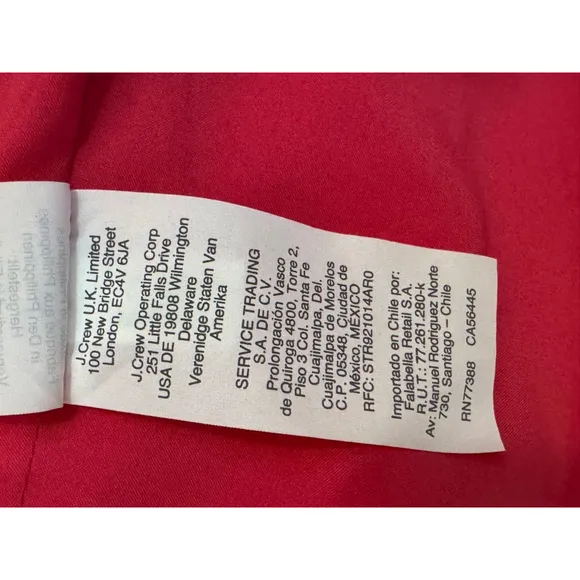 J.Crew U.K. Limited
100 New Bridge Street
London, EC4V 6JA
J.Crew Operating Corp
251 Little Falls Drive
USA DE 19808 Wilmington
Delaware
Verenidge Staten Van
Amerika
SERVICE TRADING
S.A. DE C.V.
Prolongación Vasco
de Quiroga 4800, Torre 2,
Piso 3 Col. Santa Fe
Cuajimalpa, Del.
Cuajimalpa de Morelos
C.P. 05348, Ciudad de
México, MÉXICO
RFC: STR921014AR0
Importado en Chile por:
Falabella Retail S.A.
R.U.T.: 77.261.280-k
Av: Manuel Rodriguez Norte
730, Santiago – Chile
RN77388 CA56445